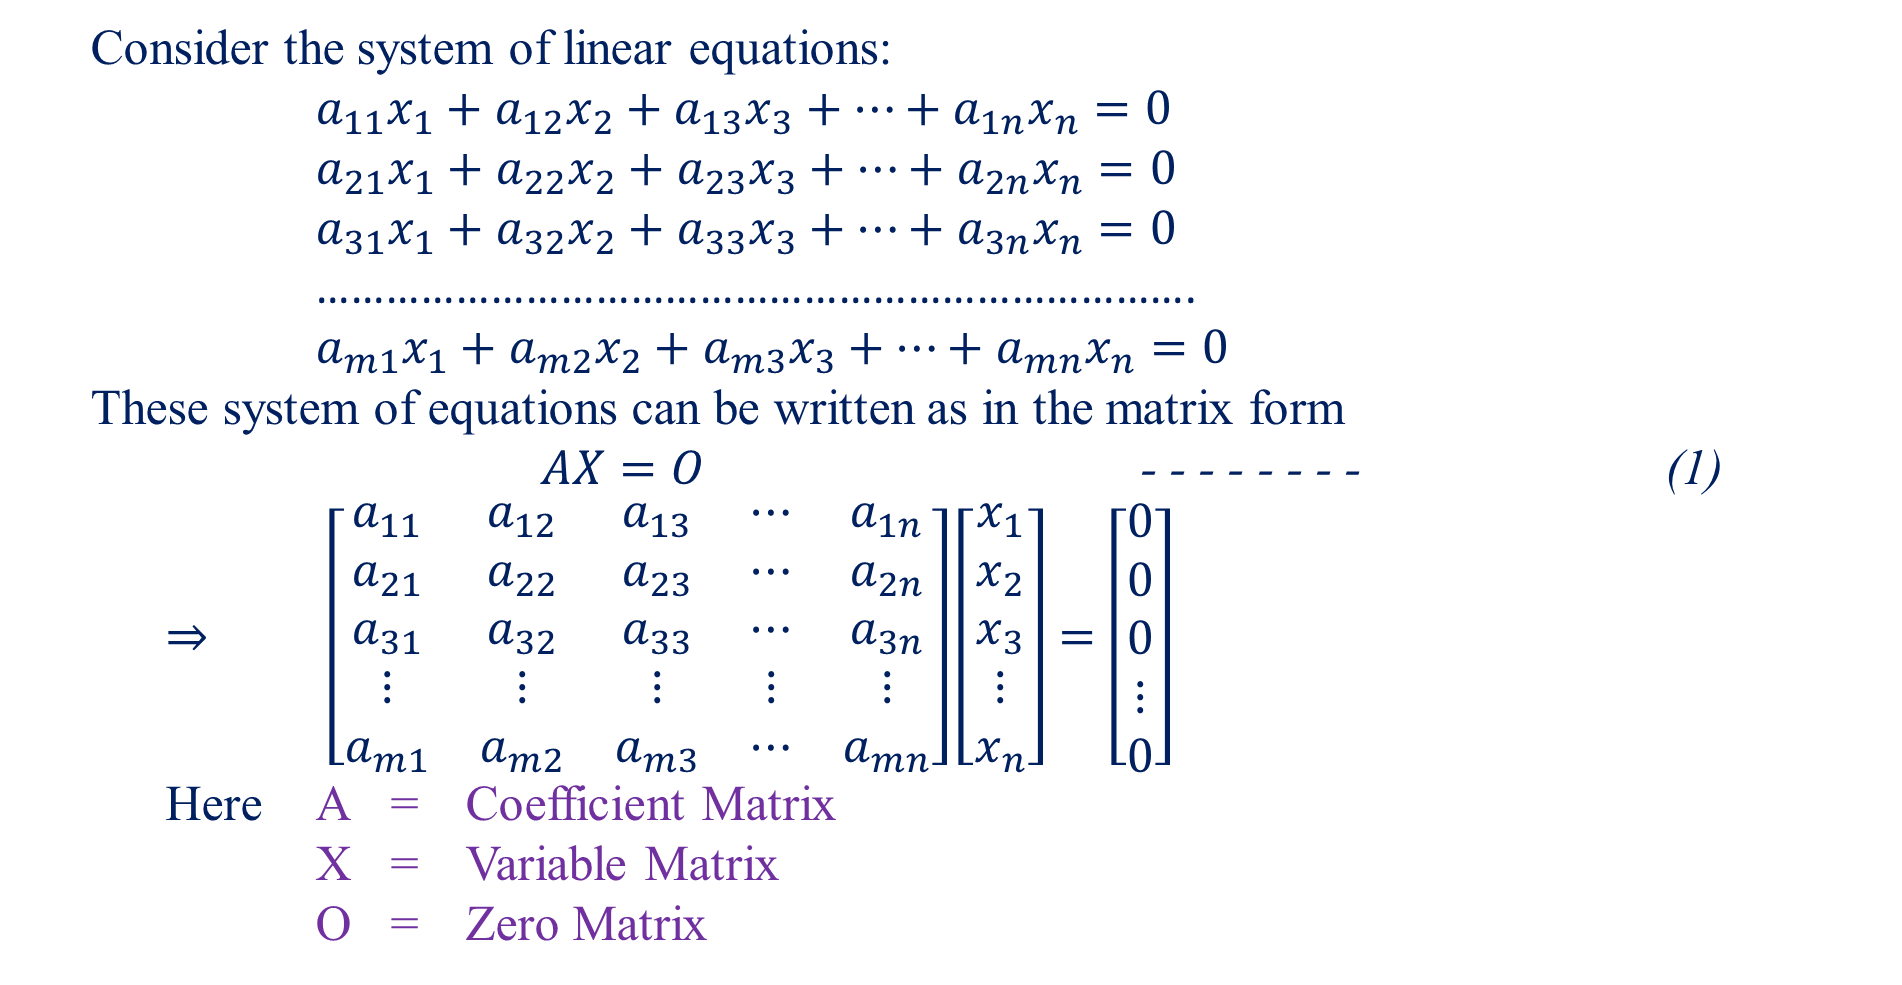 Consider the system of linear equations:
a₁₁x₁ + a₁₂x₂ + a₁₃x₃ + ⋯ + a₁ₙxₙ = 0
a₂₁x₁ + a₂₂x₂ + a₂₃x₃ + ⋯ + a₂ₙxₙ = 0
a₃₁x₁ + a₃₂x₂ + a₃₃x₃ + ⋯ + a₃ₙxₙ = 0
…………………………………………………………………….
aₘ₁x₁ + aₘ₂x₂ + aₘ₃x₃ + ⋯ + aₘₙxₙ = 0
These system of equations can be written as in the matrix form
AX = O - - - - - - - - (1)
⇒ [a₁₁ a₁₂ a₁₃ ⋯ a₁ₙ; a₂₁ a₂₂ a₂₃ ⋯ a₂ₙ; a₃₁ a₃₂ a₃₃ ⋯ a₃ₙ; ⋮ ⋮ ⋮ ⋮ ⋮; aₘ₁ aₘ₂ aₘ₃ ⋯ aₘₙ] [x₁; x₂; x₃; ⋮; xₙ] = [0; 0; 0; ⋮; 0]
Here A = Coefficient Matrix
X = Variable Matrix
O = Zero Matrix